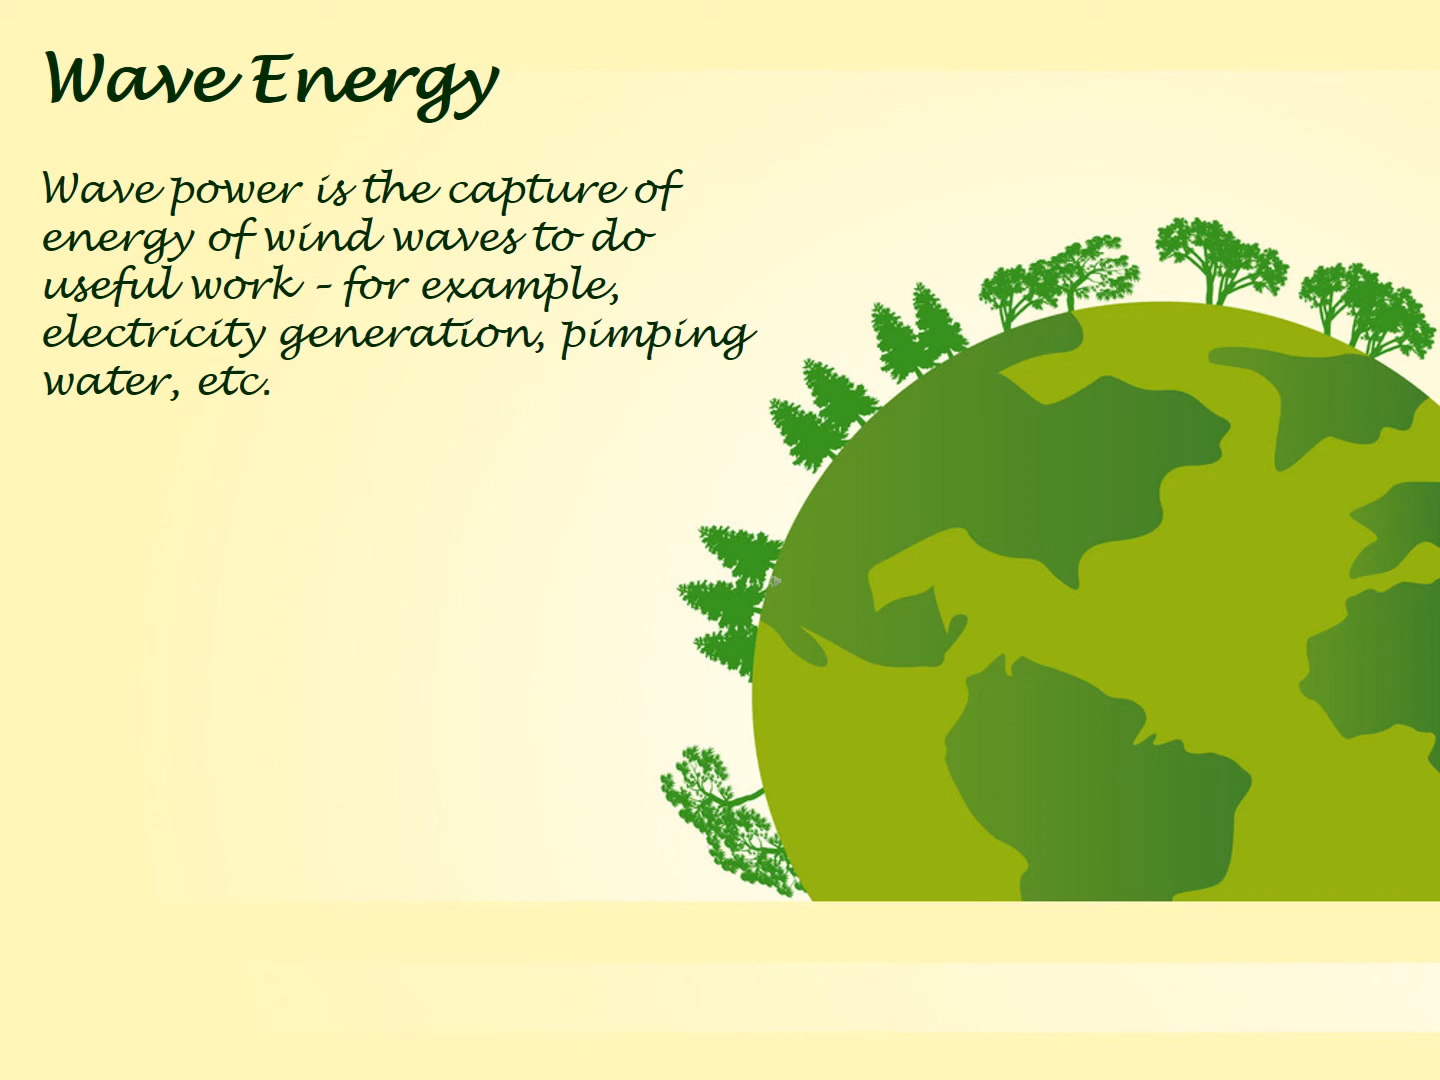 Wave Energy
Wave power is the capture of
energy of wind waves to do
useful work – for example,
electricity generation, pimping
water, etc.